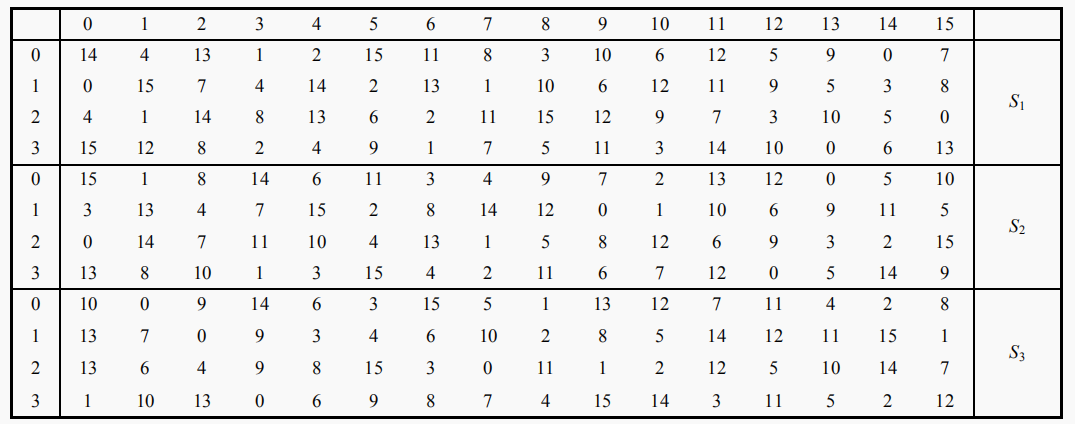 0 1 2 3 4 5 6 7 8 9 10 11 12 13 14 15
0 14 4 13 1 2 15 11 8 3 10 6 12 5 9 0 7
1 0 15 7 4 14 2 13 1 10 6 12 11 9 5 3 8
S₁
2 4 1 14 8 13 6 2 11 15 12 9 7 3 10 5 0
3 15 12 8 2 4 9 1 7 5 11 3 14 10 0 6 13
0 15 1 8 14 6 11 3 4 9 7 2 13 12 0 5 10
1 3 13 4 7 15 2 8 14 12 0 1 10 6 9 11 5
S₂
2 0 14 7 11 10 4 13 1 5 8 12 6 9 3 2 15
3 13 8 10 1 3 15 4 2 11 6 7 12 0 5 14 9
0 10 0 9 14 6 3 15 5 1 13 12 7 11 4 2 8
1 13 7 0 9 3 4 6 10 2 8 5 14 12 11 15 1
S₃
2 13 6 4 9 8 15 3 0 11 1 2 12 5 10 14 7
3 1 10 13 0 6 9 8 7 4 15 14 3 11 5 2 12